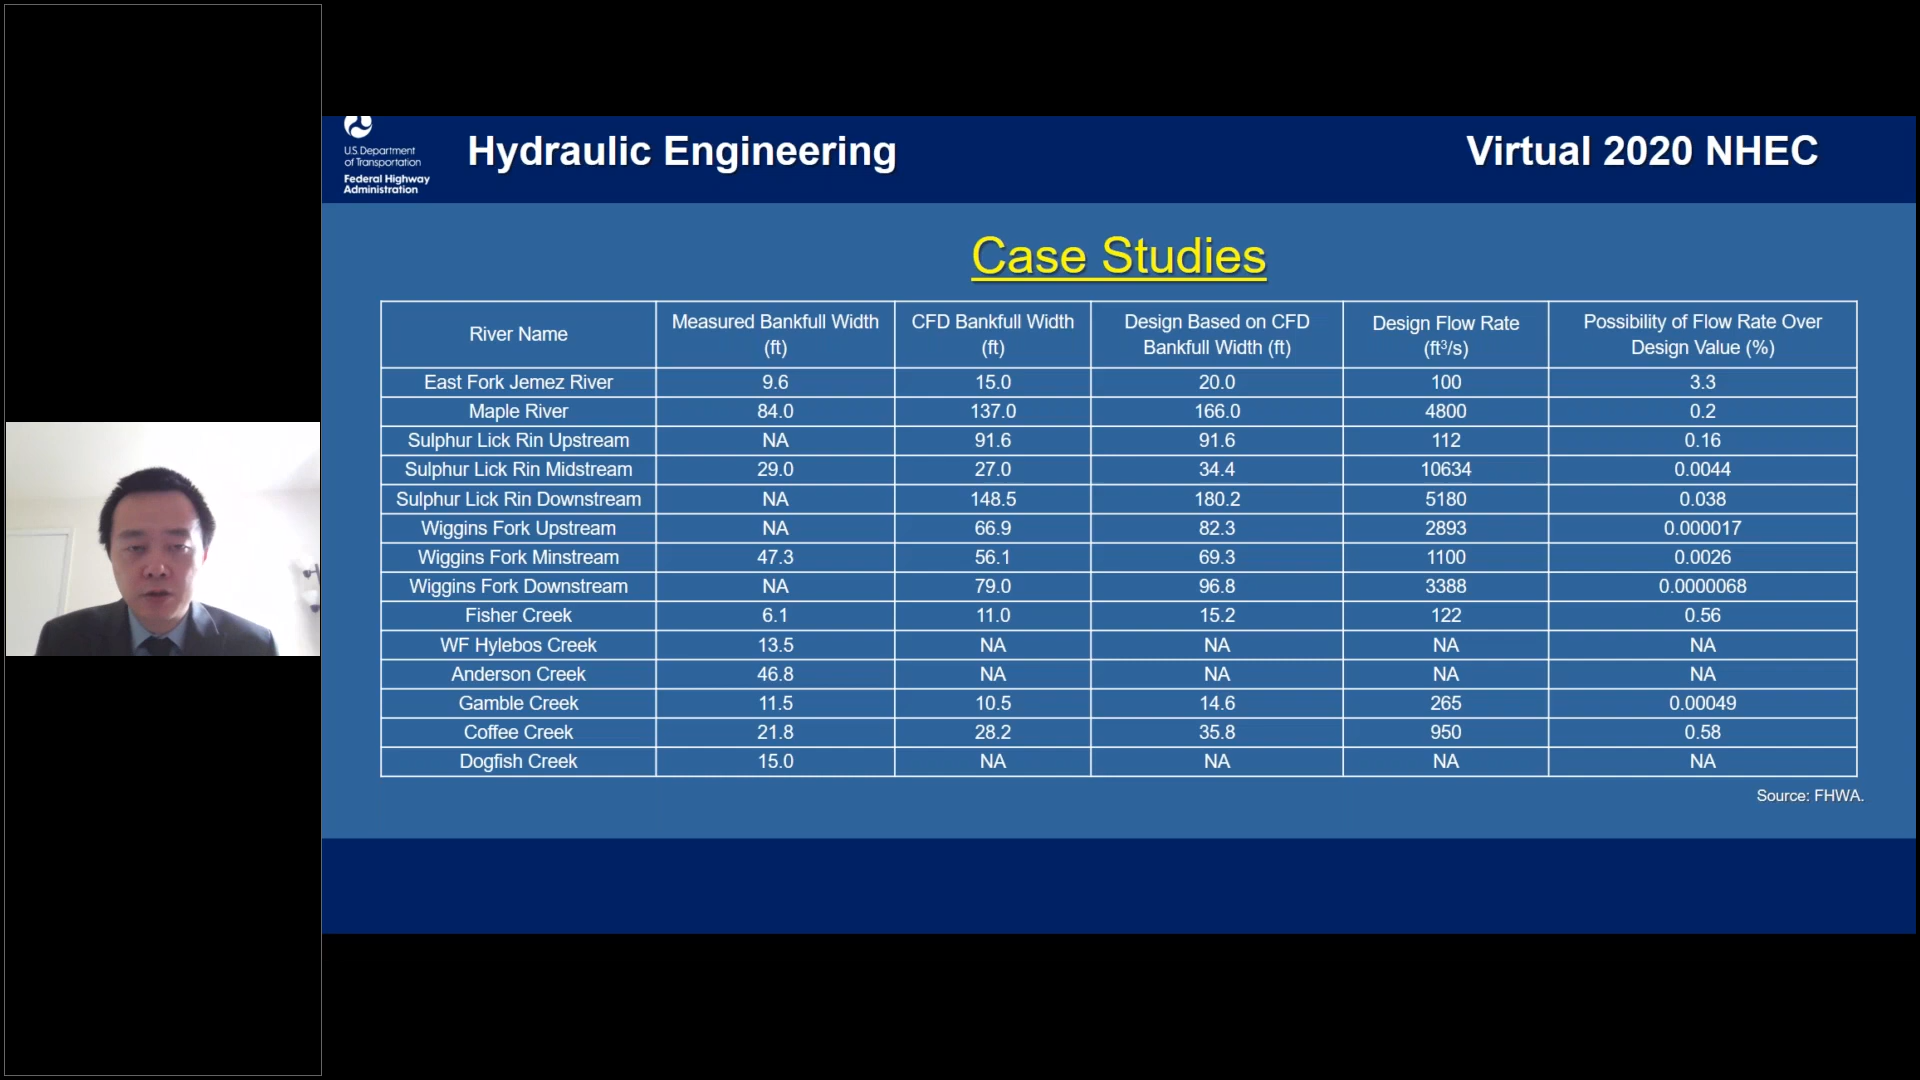 U.S Department
of Transportation
Federal Highway
Administration
Hydraulic Engineering
Virtual 2020 NHEC
Case Studies
River Name | Measured Bankfull Width (ft) | CFD Bankfull Width (ft) | Design Based on CFD Bankfull Width (ft) | Design Flow Rate (ft³/s) | Possibility of Flow Rate Over Design Value (%)
East Fork Jemez River | 9.6 | 15.0 | 20.0 | 100 | 3.3
Maple River | 84.0 | 137.0 | 166.0 | 4800 | 0.2
Sulphur Lick Rin Upstream | NA | 91.6 | 91.6 | 112 | 0.16
Sulphur Lick Rin Midstream | 29.0 | 27.0 | 34.4 | 10634 | 0.0044
Sulphur Lick Rin Downstream | NA | 148.5 | 180.2 | 5180 | 0.038
Wiggins Fork Upstream | NA | 66.9 | 82.3 | 2893 | 0.000017
Wiggins Fork Minstream | 47.3 | 56.1 | 69.3 | 1100 | 0.0026
Wiggins Fork Downstream | NA | 79.0 | 96.8 | 3388 | 0.0000068
Fisher Creek | 6.1 | 11.0 | 15.2 | 122 | 0.56
WF Hylebos Creek | 13.5 | NA | NA | NA | NA
Anderson Creek | 46.8 | NA | NA | NA | NA
Gamble Creek | 11.5 | 10.5 | 14.6 | 265 | 0.00049
Coffee Creek | 21.8 | 28.2 | 35.8 | 950 | 0.58
Dogfish Creek | 15.0 | NA | NA | NA | NA
Source: FHWA.